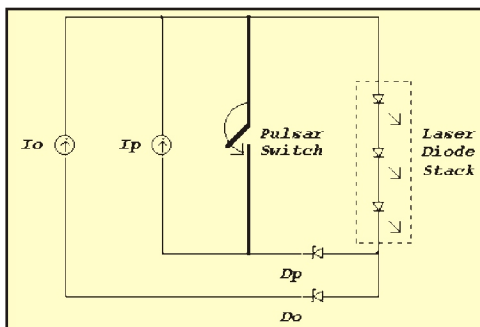 Io
Ip
Pulsar
Switch
Laser
Diode
Stack
Dp
Do